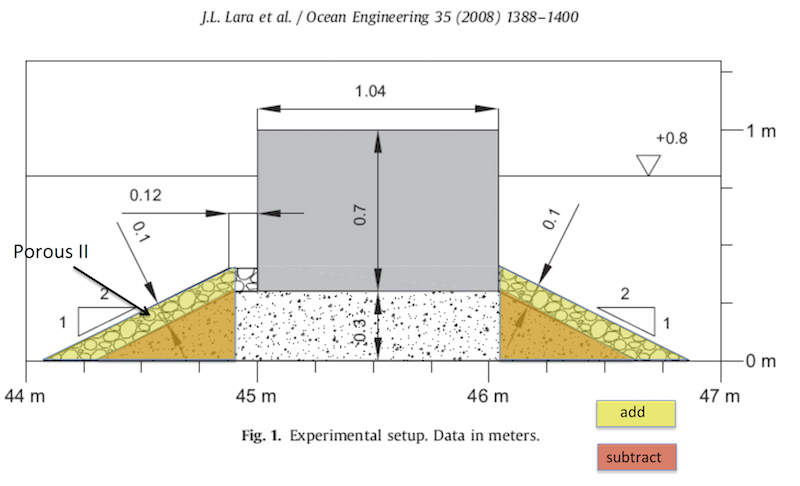 J.L. Lara et al. / Ocean Engineering 35 (2008) 1388–1400
1.04
1 m
+0.8
0.12
0.1
0.7
0.1
Porous II
2
1
0.3
2
1
0 m
44 m
45 m
46 m
47 m
add
Fig. 1. Experimental setup. Data in meters.
subtract